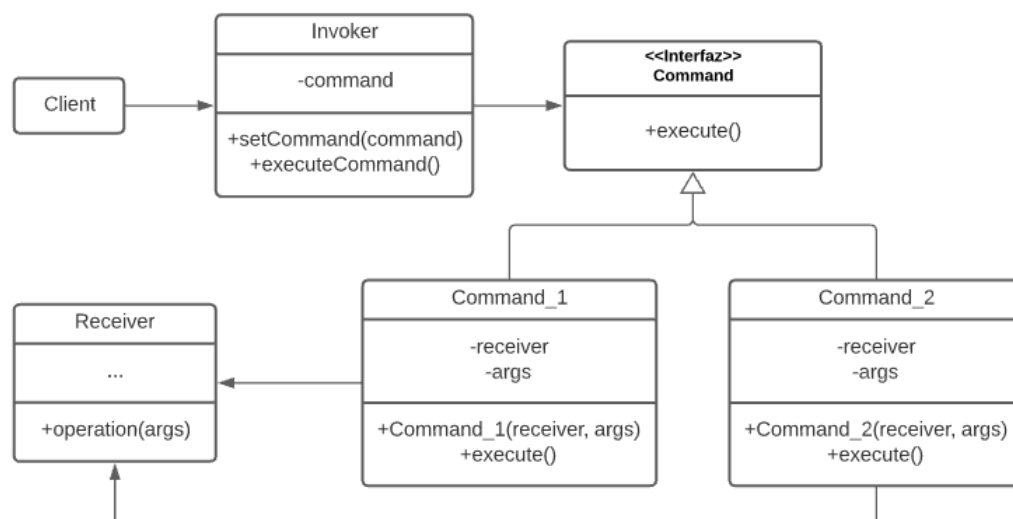 Client
Invoker
-command
+setCommand(command)
+executeCommand()
<<Interfaz>>
Command
+execute()
Receiver
...
+operation(args)
Command_1
-receiver
-args
+Command_1(receiver, args)
+execute()
Command_2
-receiver
-args
+Command_2(receiver, args)
+execute()